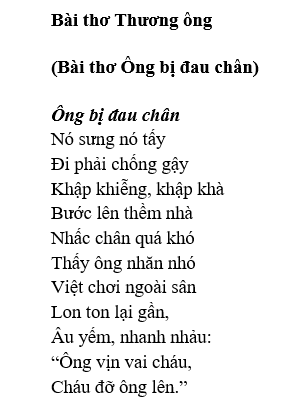 Bài thơ Thương ông
(Bài thơ Ông bị đau chân)
Ông bị đau chân
Nó sưng nó tấy
Đi phải chống gậy
Khập khiễng, khập khà
Bước lên thềm nhà
Nhấc chân quá khó
Thấy ông nhăn nhó
Việt chơi ngoài sân
Lon ton lại gần,
Âu yếm, nhanh nhảu:
“Ông vịn vai cháu,
Cháu đỡ ông lên.”